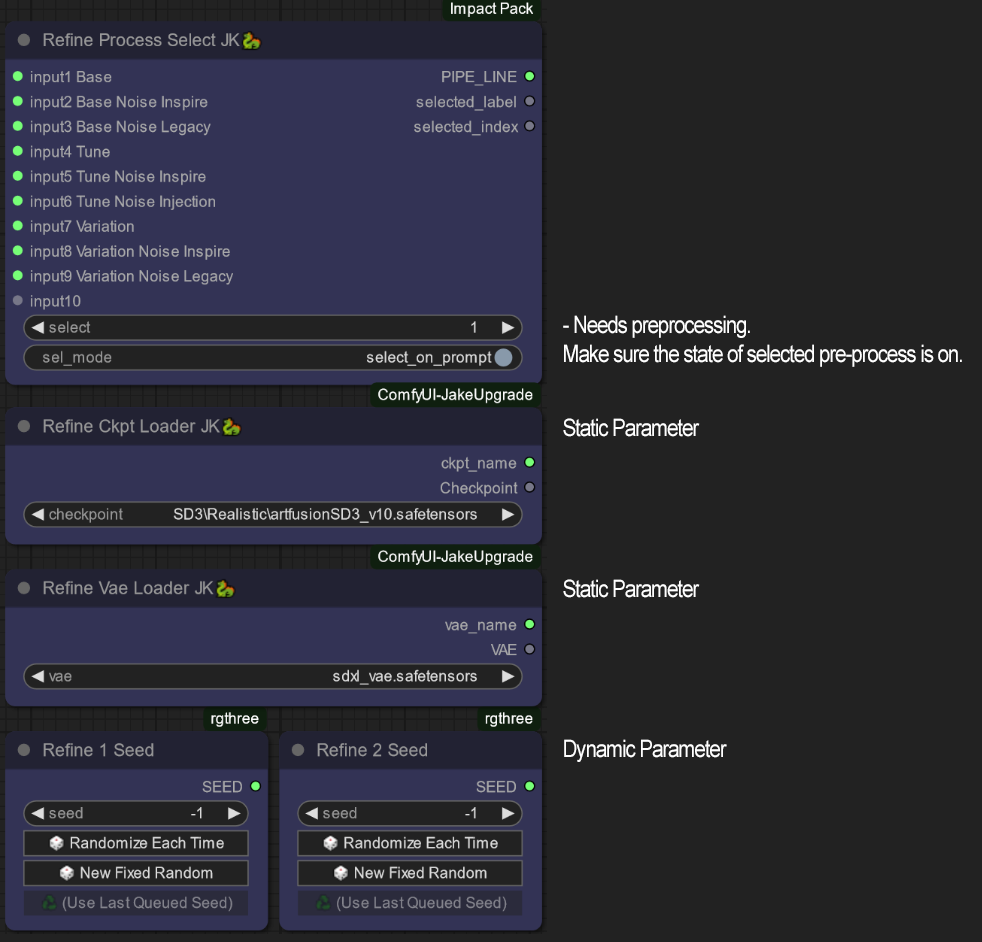 Impact Pack
Refine Process Select JK🐉
input1 Base PIPE_LINE
input2 Base Noise Inspire selected_label
input3 Base Noise Legacy selected_index
input4 Tune
input5 Tune Noise Inspire
input6 Tune Noise Injection
input7 Variation
input8 Variation Noise Inspire
input9 Variation Noise Legacy
input10
select 1
- Needs preprocessing.
sel_mode select_on_prompt
Make sure the state of selected pre-process is on.
ComfyUI-JakeUpgrade
Refine Ckpt Loader JK🐉
Static Parameter
ckpt_name
Checkpoint
checkpoint SD3\Realistic\artfusionSD3_v10.safetensors
ComfyUI-JakeUpgrade
Refine Vae Loader JK🐉
Static Parameter
vae_name
VAE
vae sdxl_vae.safetensors
rgthree rgthree
Refine 1 Seed Refine 2 Seed
Dynamic Parameter
SEED SEED
seed -1 seed -1
🎲 Randomize Each Time 🎲 Randomize Each Time
🎲 New Fixed Random 🎲 New Fixed Random
♻️ (Use Last Queued Seed) ♻️ (Use Last Queued Seed)